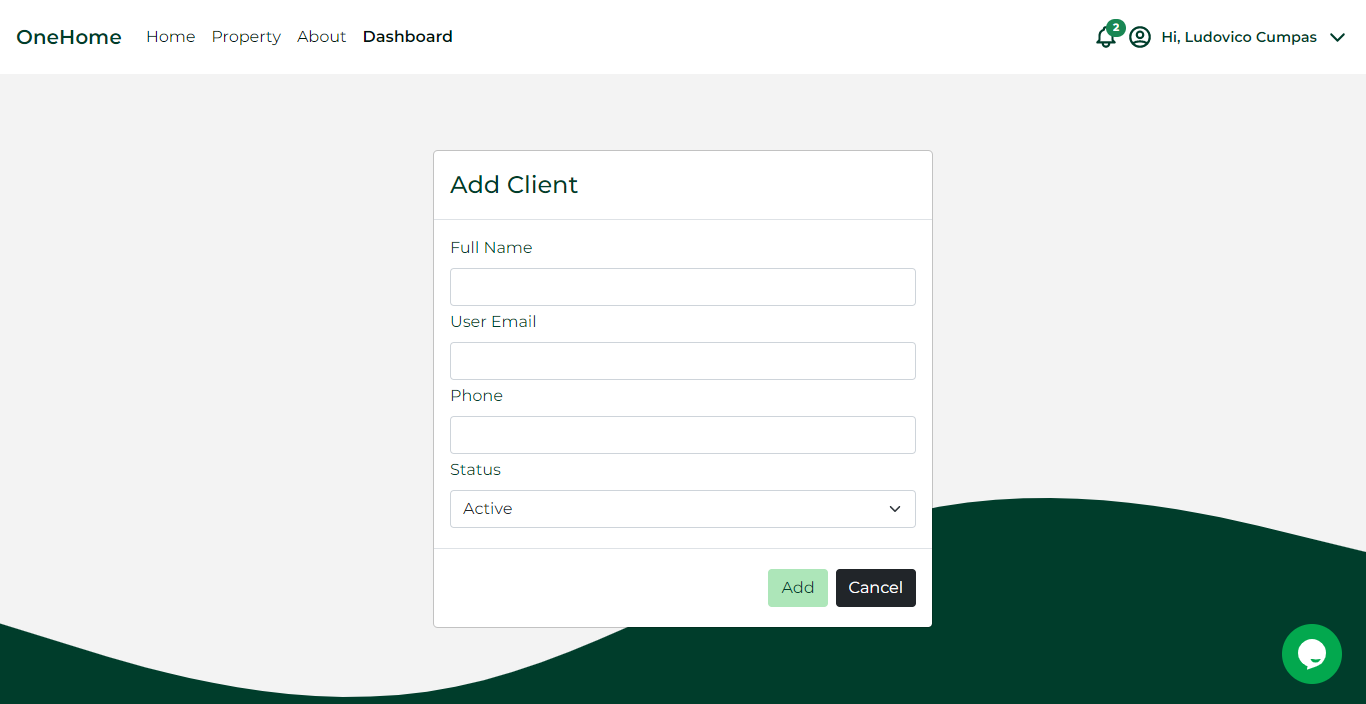 OneHome Home Property About Dashboard 2 Hi, Ludovico Cumpas
Add Client
Full Name
User Email
Phone
Status
Active
Add Cancel